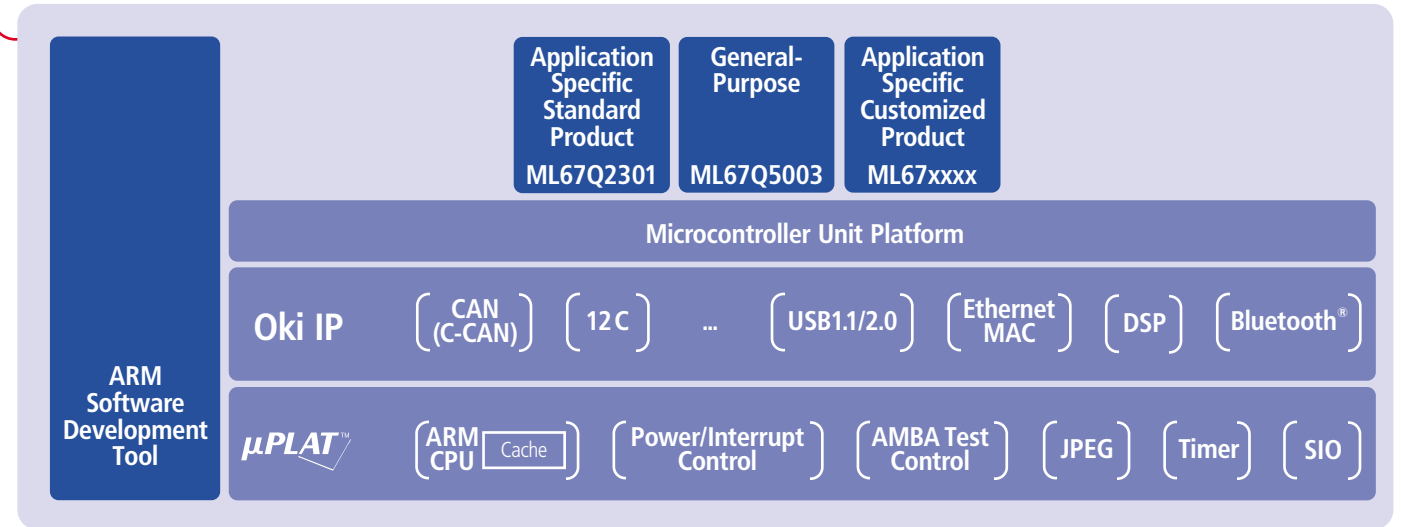 Application
Specific
Standard
Product
ML67Q2301
General-
Purpose
ML67Q5003
Application
Specific
Customized
Product
ML67xxxx
Microcontroller Unit Platform
Oki IP
CAN
(C-CAN)
12 C
...
USB1.1/2.0
Ethernet
MAC
DSP
Bluetooth®
ARM
Software
Development
Tool
µPLAT™
ARM
CPU
Cache
Power/Interrupt
Control
AMBA Test
Control
JPEG
Timer
SIO